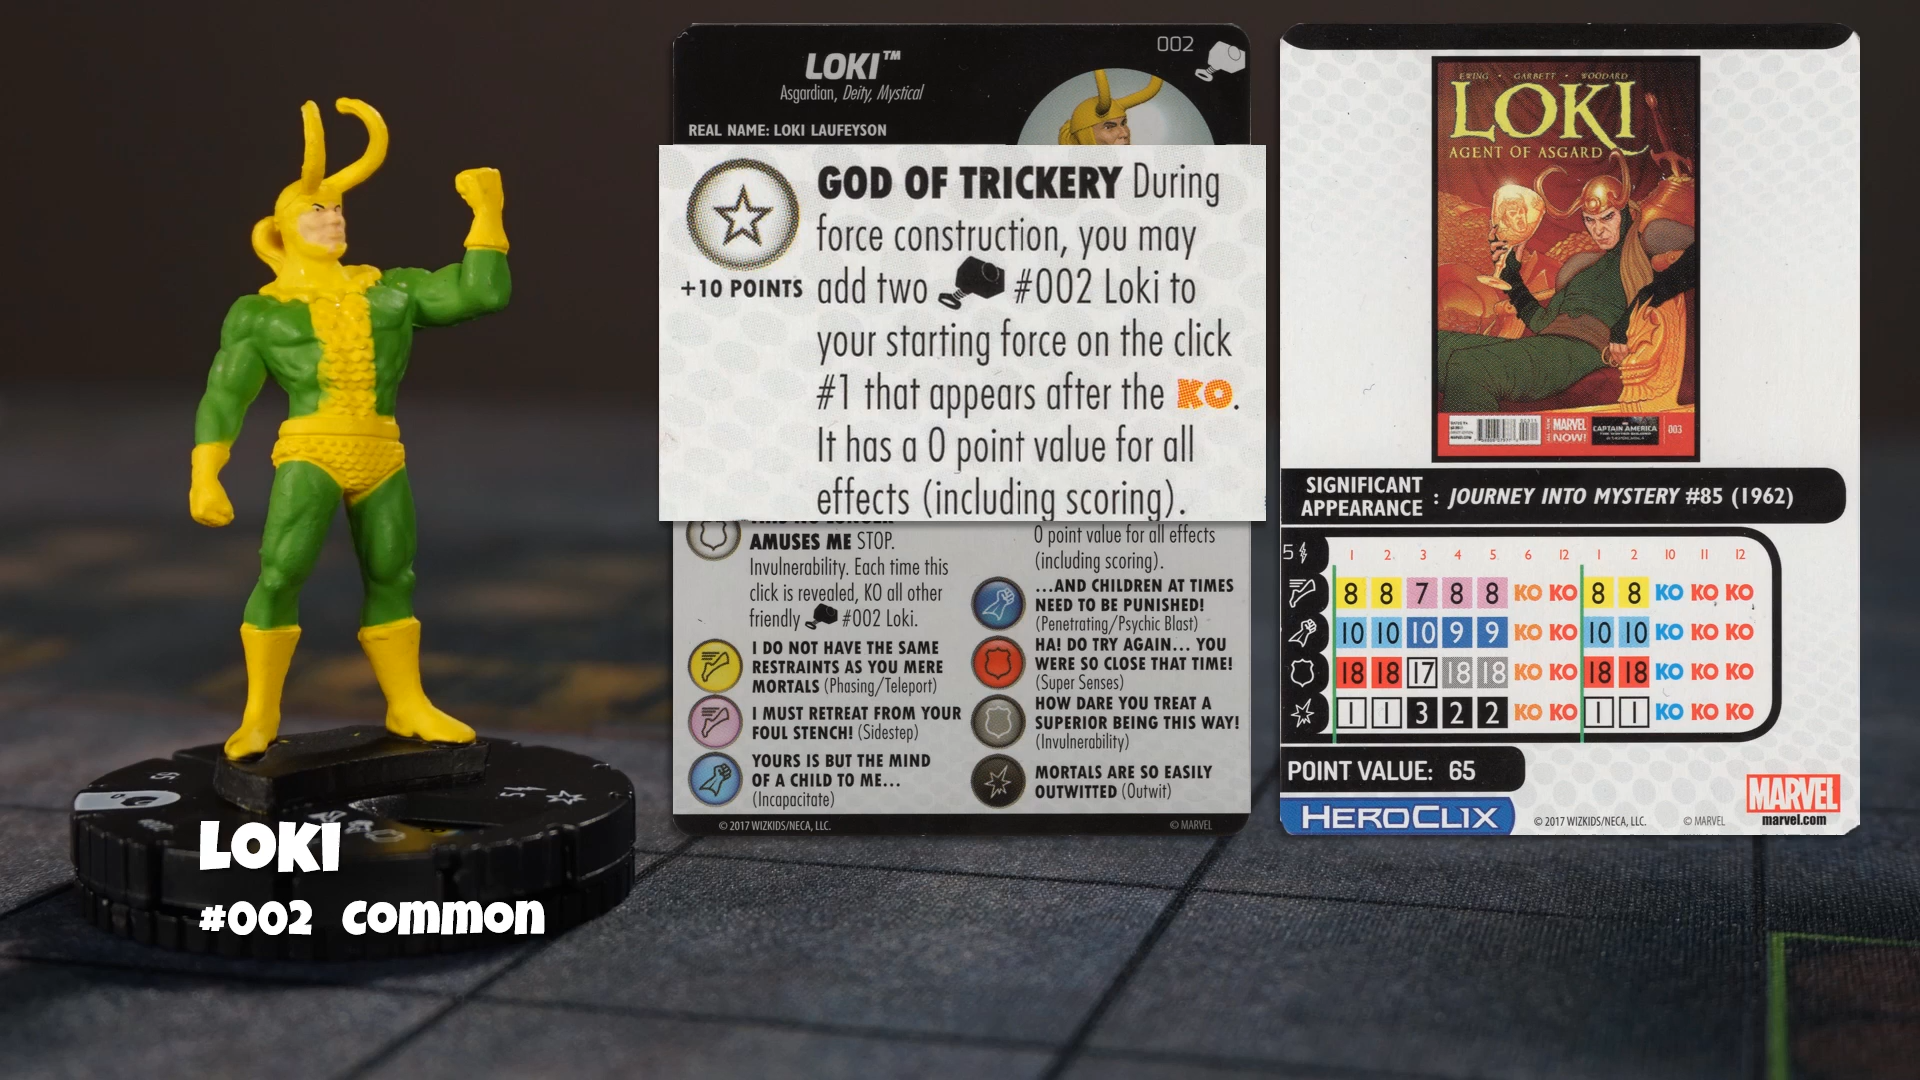 LOKI
#002 common
LOKI™
002
Asgardian, Deity, Mystical
REAL NAME: LOKI LAUFEYSON
+10 POINTS
GOD OF TRICKERY During
force construction, you may
add two #002 Loki to
your starting force on the click
#1 that appears after the KO.
It has a 0 point value for all
effects (including scoring).
AMUSES ME STOP.
Invulnerability. Each time this
click is revealed, KO all other
friendly #002 Loki.
I DO NOT HAVE THE SAME
RESTRAINTS AS YOU MERE
MORTALS (Phasing/Teleport)
I MUST RETREAT FROM YOUR
FOUL STENCH! (Sidestep)
YOURS IS BUT THE MIND
OF A CHILD TO ME...
(Incapacitate)
0 point value for all effects
(including scoring).
...AND CHILDREN AT TIMES
NEED TO BE PUNISHED!
(Penetrating/Psychic Blast)
HA! DO TRY AGAIN... YOU
WERE SO CLOSE THAT TIME!
(Super Senses)
HOW DARE YOU TREAT A
SUPERIOR BEING THIS WAY!
(Invulnerability)
MORTALS ARE SO EASILY
OUTWITTED (Outwit)
© 2017 WIZKIDS/NECA, LLC.
© MARVEL
EWING • GARBETT • WOODARD
LOKI
AGENT OF ASGARD
MARVEL
NOW!
CAPTAIN AMERICA
003
SIGNIFICANT
APPEARANCE : JOURNEY INTO MYSTERY #85 (1962)
5 1 2 3 4 5 6 12 1 2 10 11 12
8 8 7 8 8 KO KO 8 8 KO KO KO
10 10 10 9 9 KO KO 10 10 KO KO KO
18 18 17 18 18 KO KO 18 18 KO KO KO
1 1 3 2 2 KO KO 1 1 KO KO KO
POINT VALUE: 65
HEROCLIX
© 2017 WIZKIDS/NECA, LLC.
© MARVEL
MARVEL
marvel.com